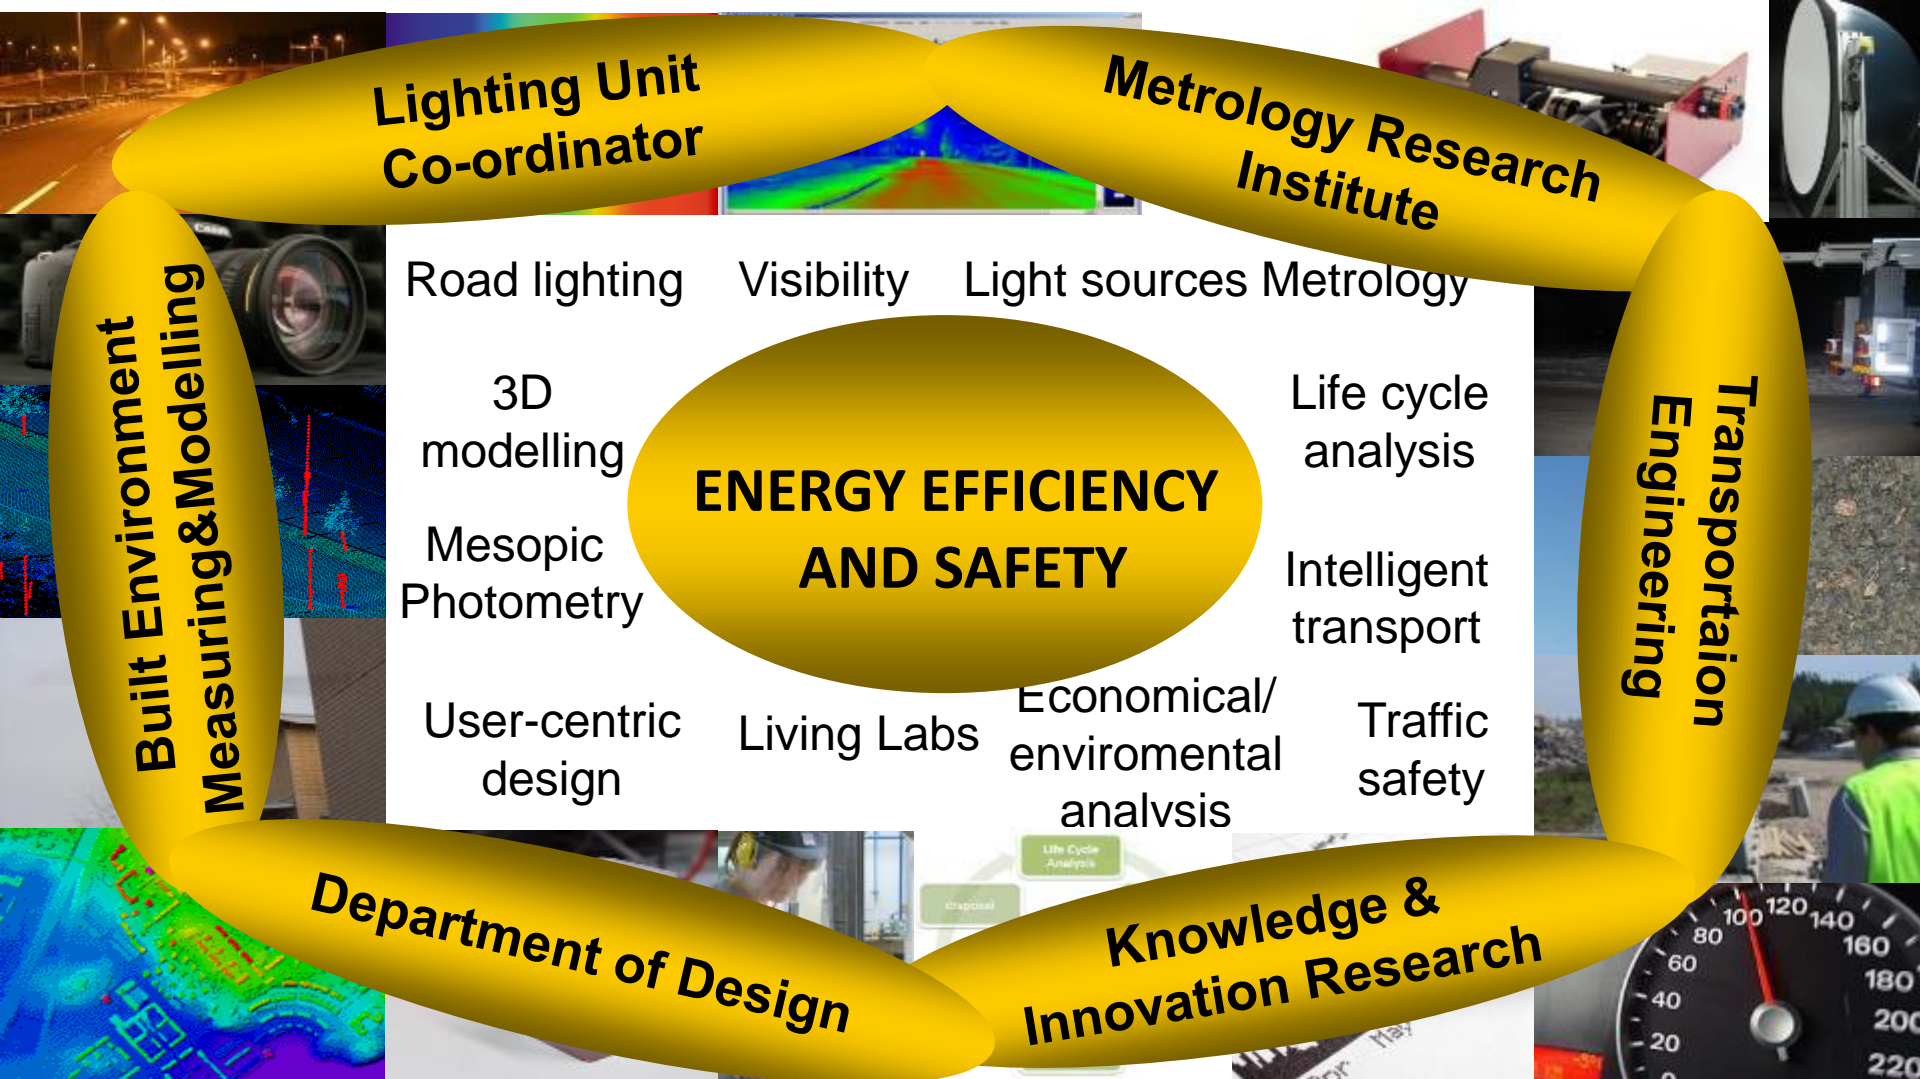 Lighting Unit
Co-ordinator
Metrology Research
Institute
Canon
Road lighting
Visibility
Light sources
Metrology
Built Environment
Measuring&Modelling
3D
modelling
ENERGY EFFICIENCY
AND SAFETY
Life cycle
analysis
Transportaion
Engineering
Mesopic
Photometry
Intelligent
transport
User-centric
design
Living Labs
Economical/
enviromental
analysis
Traffic
safety
Life Cycle
Analysis
disposal
Department of Design
Knowledge &
Innovation Research
May
20
40
60
80
100
120
140
160
180
200
220